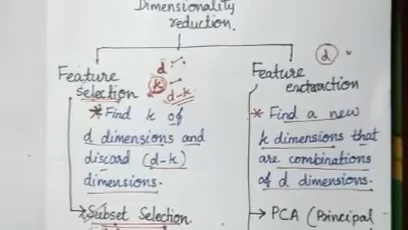 Dimensionality
reduction.
d
Feature
selection
k
d-k
* Find k of
d dimensions and
discard (d-k)
dimensions.
→ Subset Selection.
d
Feature
extraction
* Find a new
k dimensions that
are combinations
of d dimensions.
→ PCA (Principal